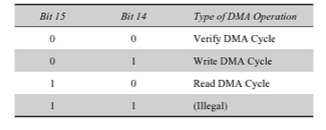 Bit 15 Bit 14 Type of DMA Operation
0 0 Verify DMA Cycle
0 1 Write DMA Cycle
1 0 Read DMA Cycle
1 1 (Illegal)